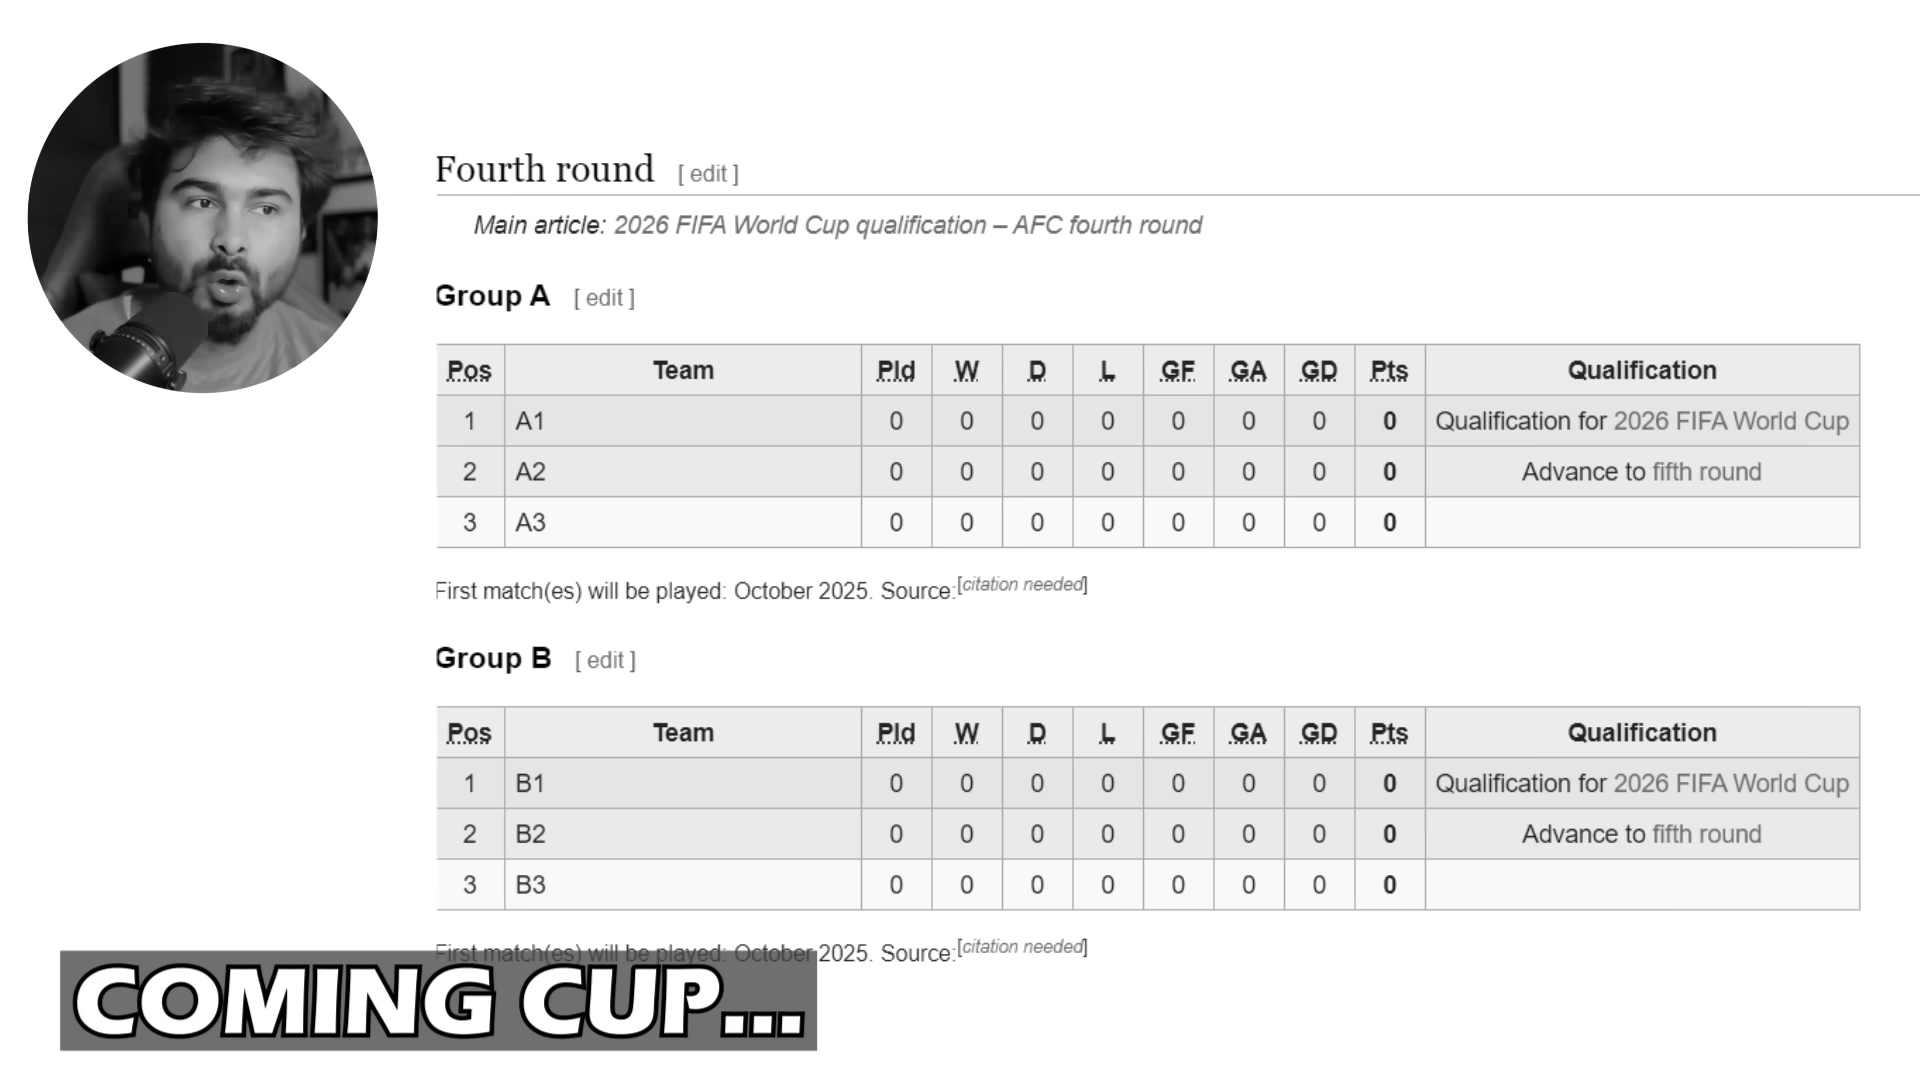 Fourth round [ edit ]
Main article: 2026 FIFA World Cup qualification – AFC fourth round
Group A [ edit ]
Pos Team Pld W D L GF GA GD Pts Qualification
1 A1 0 0 0 0 0 0 0 0 Qualification for 2026 FIFA World Cup
2 A2 0 0 0 0 0 0 0 0 Advance to fifth round
3 A3 0 0 0 0 0 0 0 0
First match(es) will be played: October 2025. Source:[citation needed]
Group B [ edit ]
Pos Team Pld W D L GF GA GD Pts Qualification
1 B1 0 0 0 0 0 0 0 0 Qualification for 2026 FIFA World Cup
2 B2 0 0 0 0 0 0 0 0 Advance to fifth round
3 B3 0 0 0 0 0 0 0 0
First match(es) will be played: October 2025. Source:[citation needed]
COMING CUP...